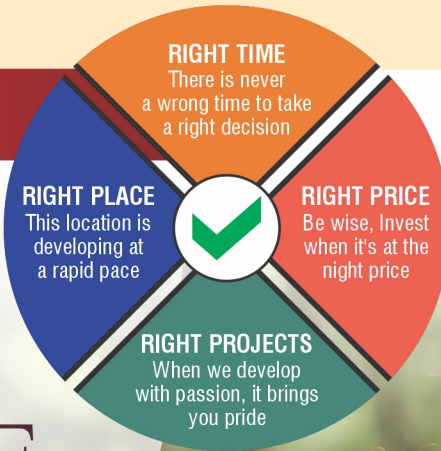 RIGHT TIME
There is never
a wrong time to take
a right decision
RIGHT PLACE
This location is
developing at
a rapid pace
RIGHT PRICE
Be wise, Invest
when it's at the
night price
RIGHT PROJECTS
When we develop
with passion, it brings
you pride